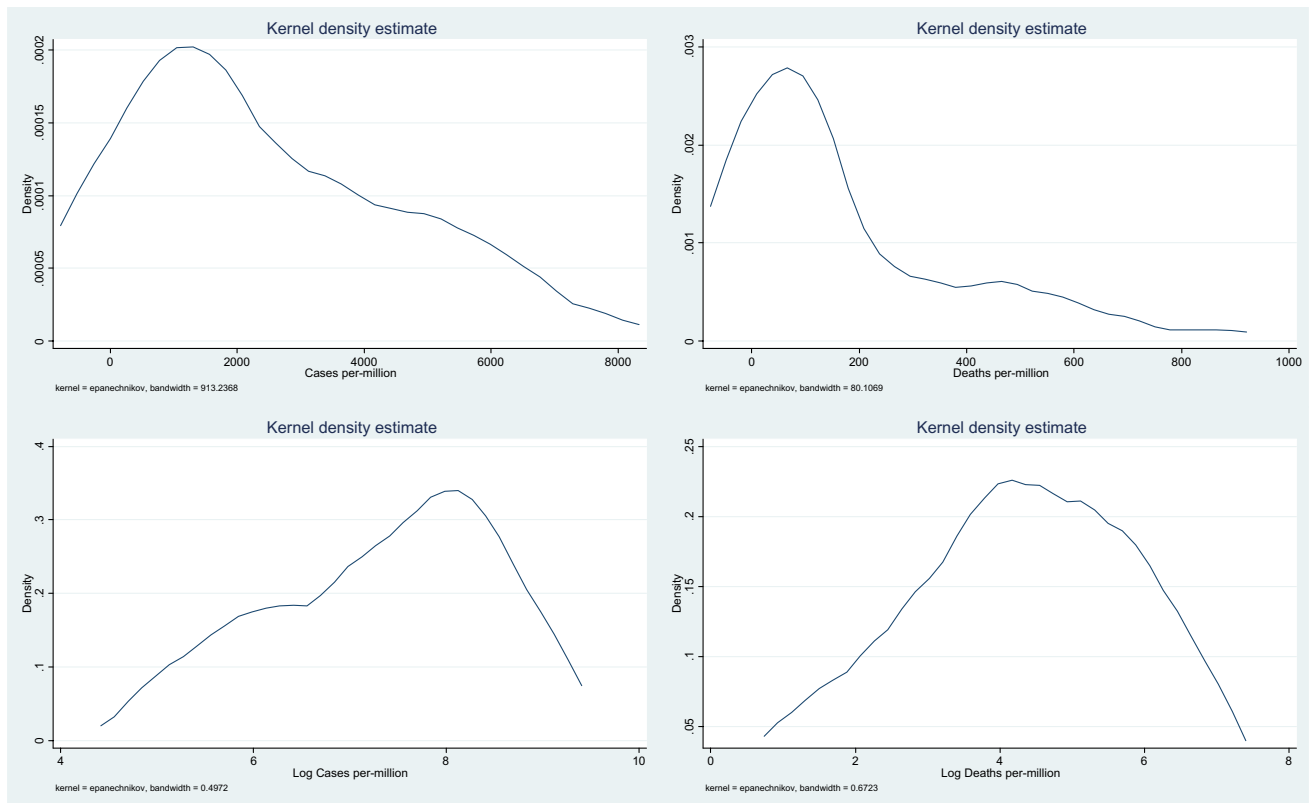 Kernel density estimate
Density
.0002
.00015
.0001
.00005
0
0 2000 4000 6000 8000
Cases per-million
kernel = epanechnikov, bandwidth = 913.2368
Kernel density estimate
Density
.003
.002
.001
0
0 200 400 600 800 1000
Deaths per-million
kernel = epanechnikov, bandwidth = 80.1069
Kernel density estimate
Density
.4
.3
.2
.1
0
4 6 8 10
Log Cases per-million
kernel = epanechnikov, bandwidth = 0.4972
Kernel density estimate
Density
.25
.2
.15
.1
.05
0 2 4 6 8
Log Deaths per-million
kernel = epanechnikov, bandwidth = 0.6723